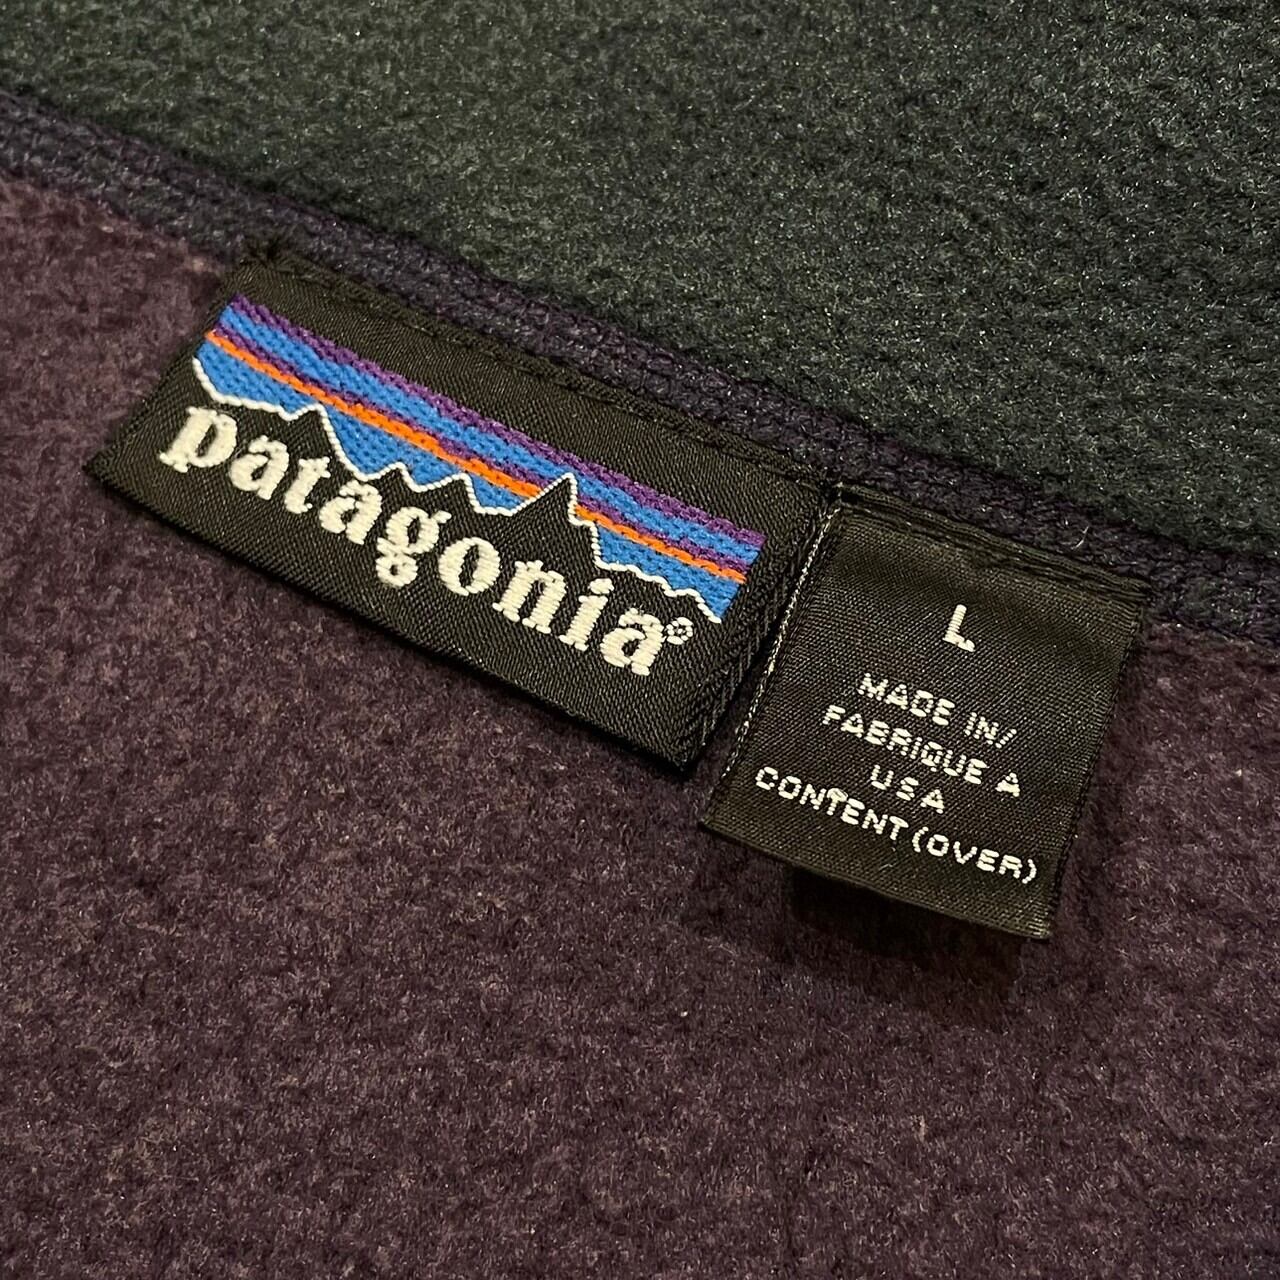 patagonia®
L
MADE IN/
FABRIQUE A
USA
CONTENT (OVER)